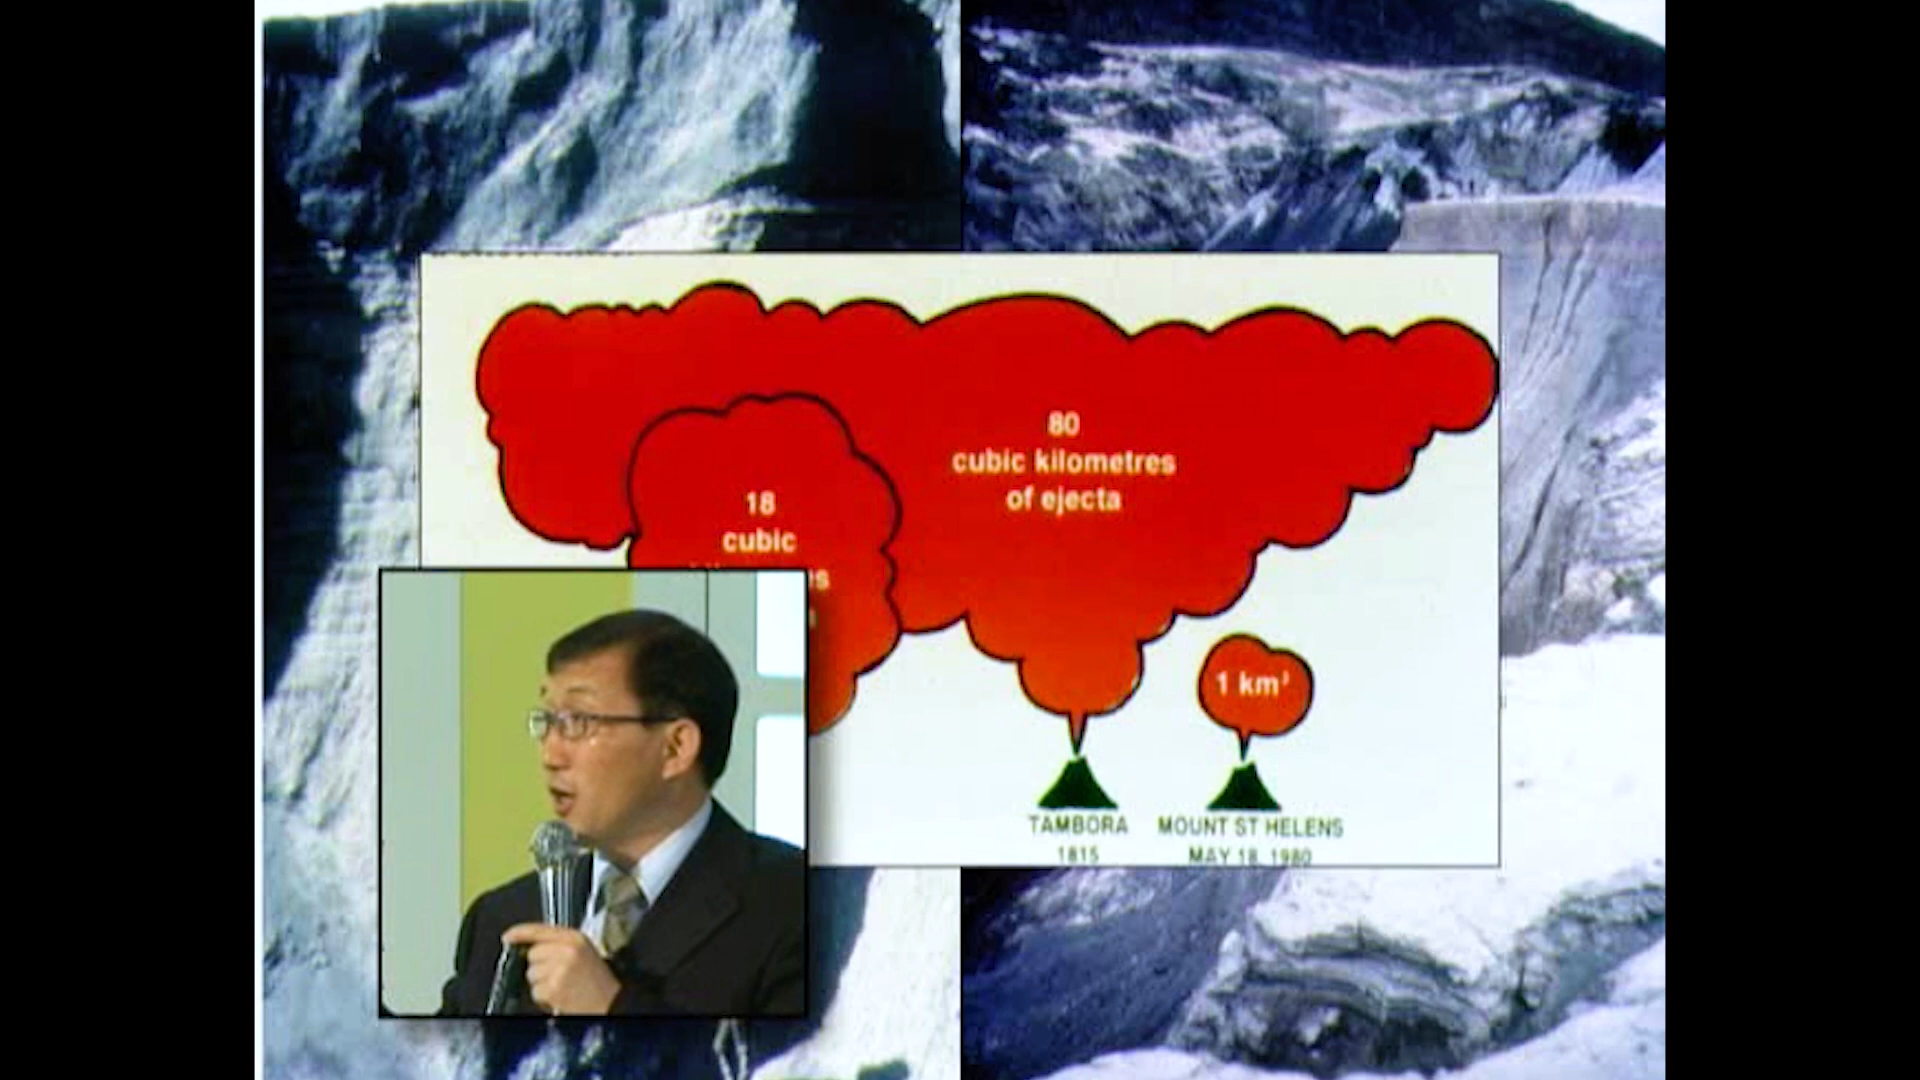 80
cubic kilometres
of ejecta
18
cubic
1 km³
TAMBORA
MOUNT ST HELENS
1815
MAY 18, 1980